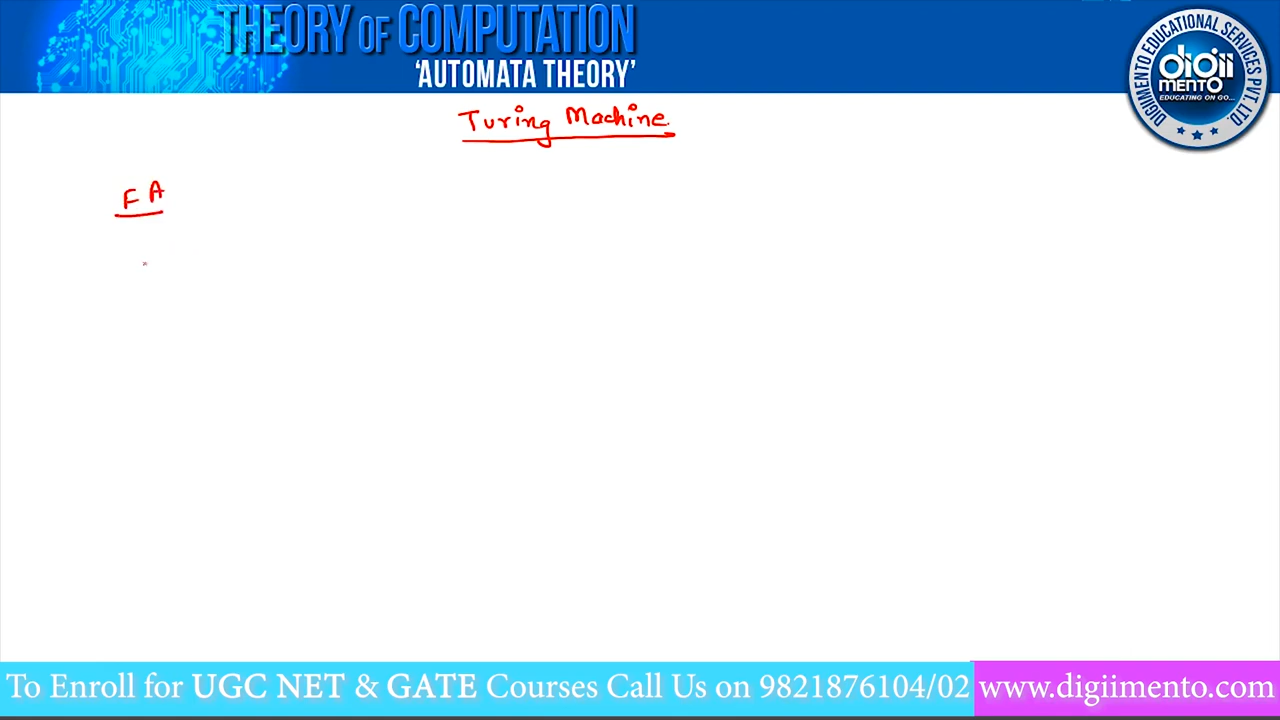 THEORY OF COMPUTATION
'AUTOMATA THEORY'
DIGIIMENTO EDUCATIONAL SERVICES PVT. LTD.
digii
MENTO
EDUCATING ON GO...
Turing Machine
FA
To Enroll for UGC NET & GATE Courses Call Us on 9821876104/02
www.digiimento.com